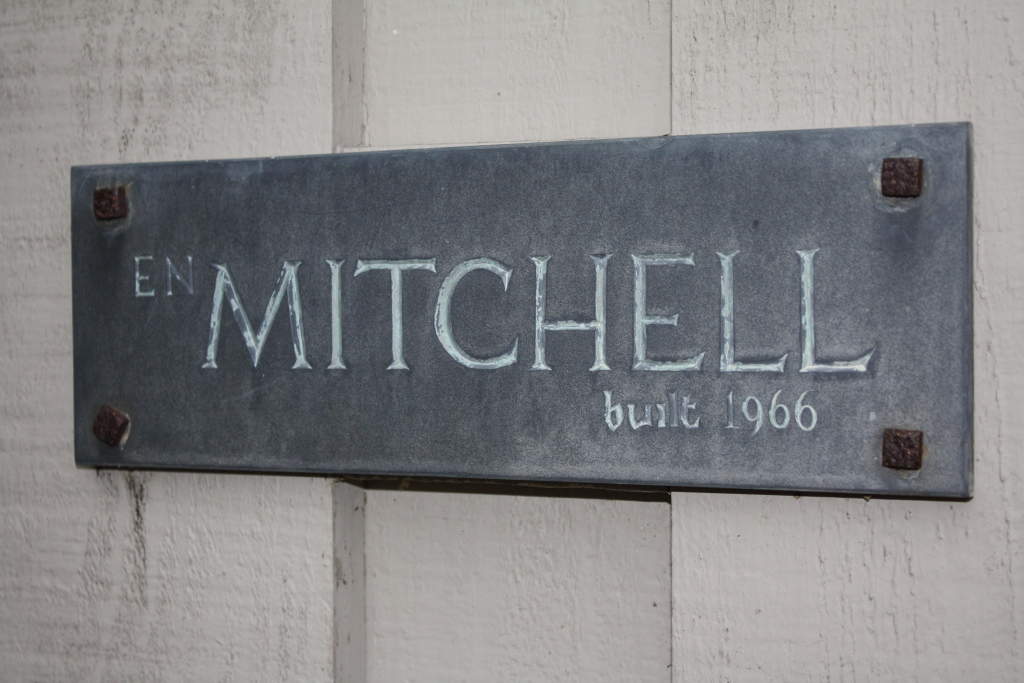 EN MITCHELL
built 1966